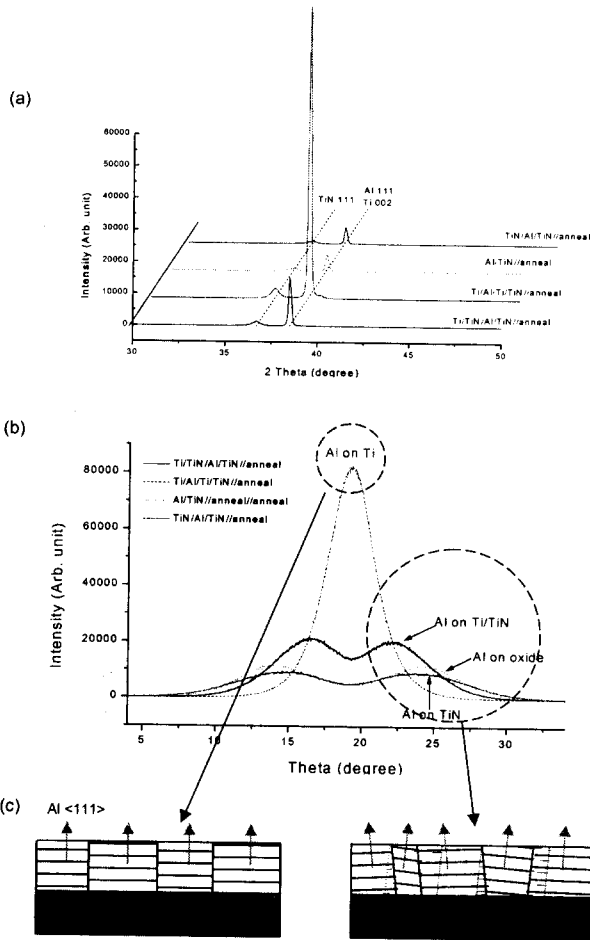 (a)
60000
50000
40000
30000
20000
10000
0
Intensity (Arb. unit)
TiN 111
Al 111
Ti 002
TiN/Al/TiN//anneal
Al/TiN//anneal
Ti/Al/Ti/TiN//anneal
Ti/TiN/Al/TiN//anneal
30
35
40
45
50
2 Theta (degree)
(b)
80000
60000
40000
20000
0
Intensity (Arb. unit)
Ti/TiN/Al/TiN//anneal
Ti/Al/Ti/TiN//anneal
Al/TiN//anneal//anneal
TiN/Al/TiN//anneal
Al on Ti
Al on Ti/TiN
Al on oxide
Al on TiN
5
10
15
20
25
30
Theta (degree)
(c)
Al <111>